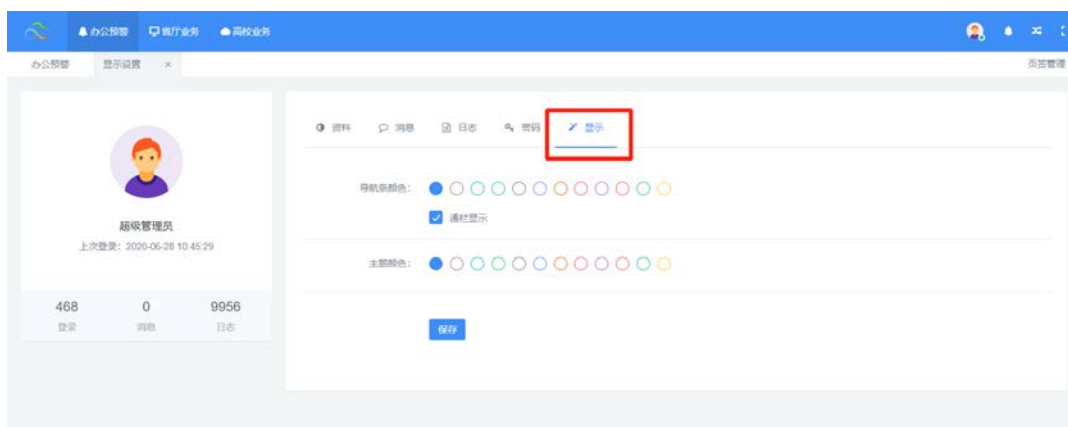 办公预警 省厅业务 高校业务
办公预警 显示设置 × 页签管理
资料 消息 日志 密码 显示
导航条颜色:
通栏显示
超级管理员
上次登录: 2020-06-28 10:45:29
主题颜色:
468 0 9956
登录 消息 日志
保存